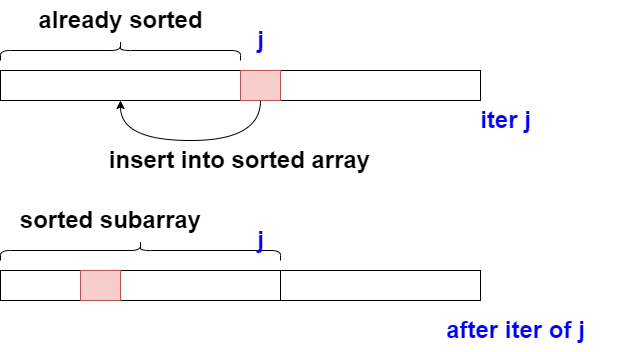 already sorted
j
iter j
insert into sorted array
sorted subarray
j
after iter of j